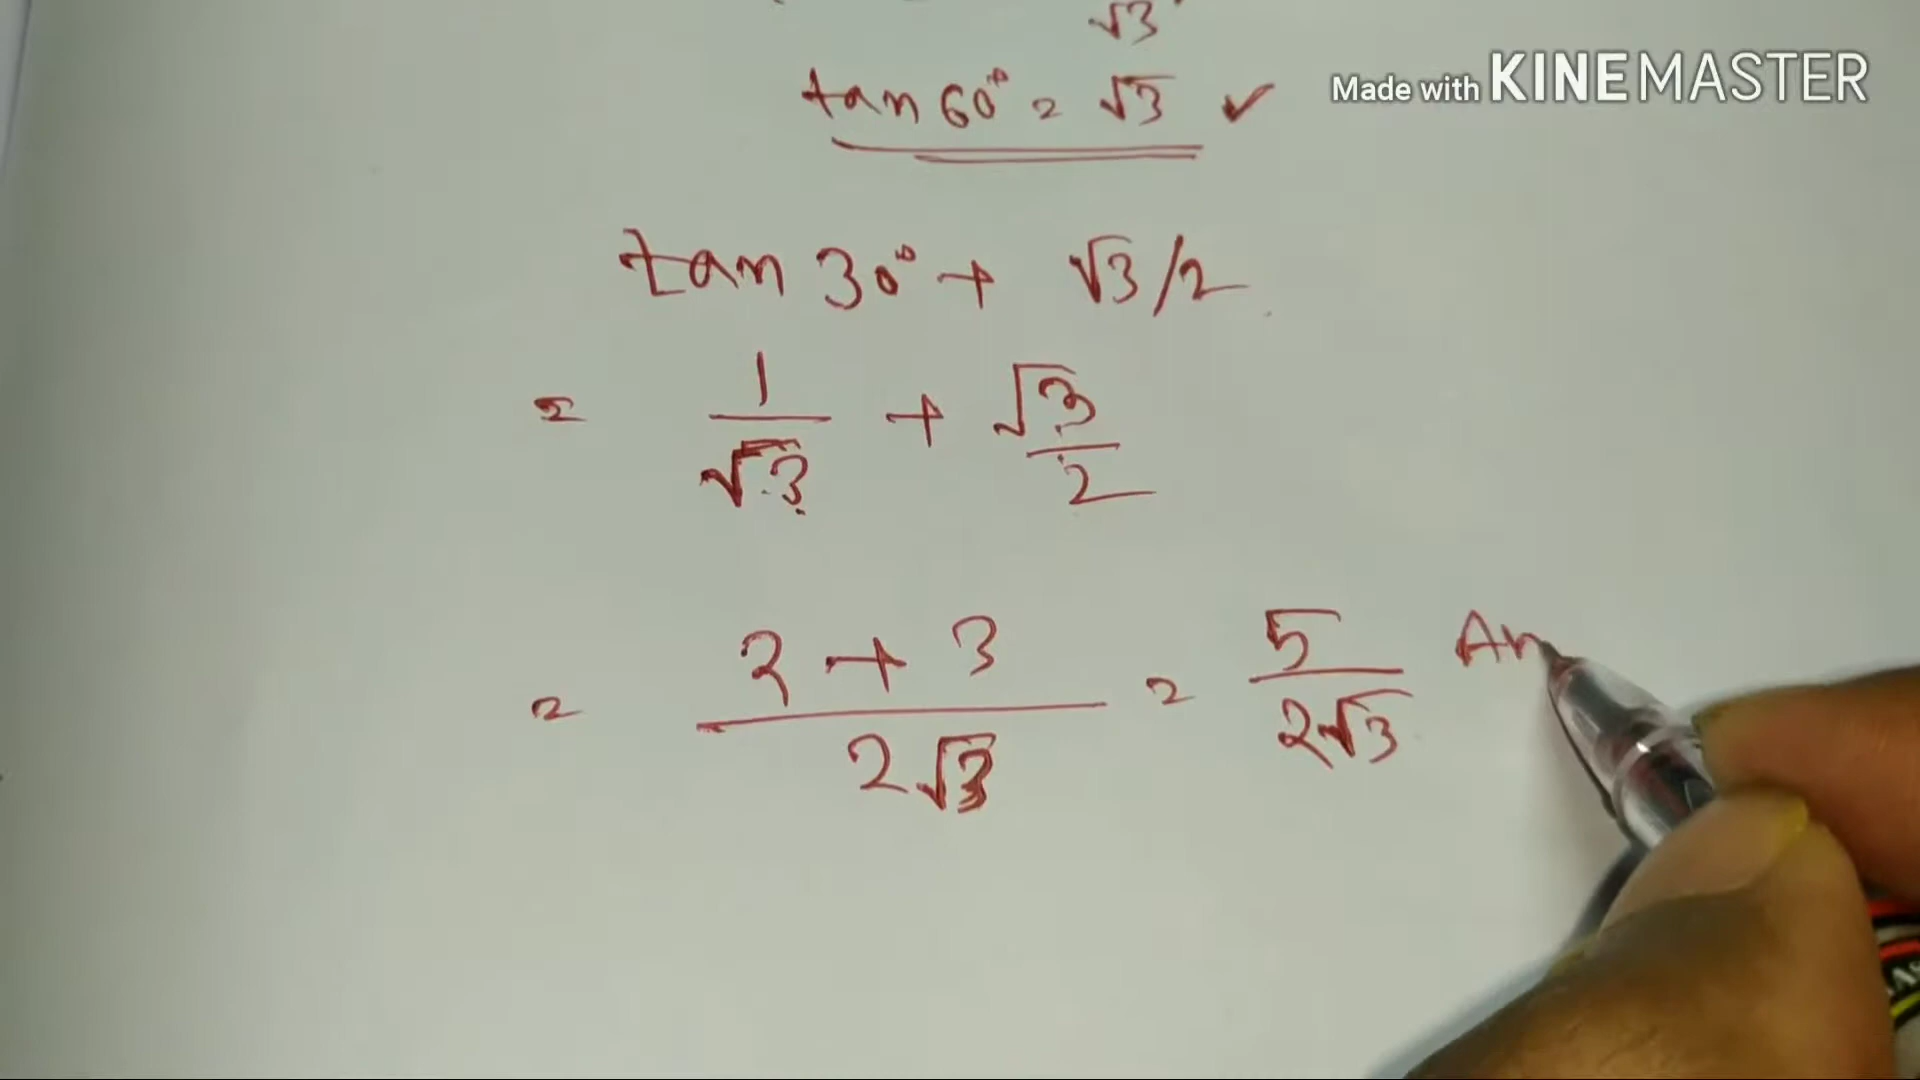 √3
tan 60° = √3 ✓
Made with KINEMASTER
tan 30° + √3/2
= 1/√3 + √3/2
= 2 + 3 / 2√3 = 5/2√3 An